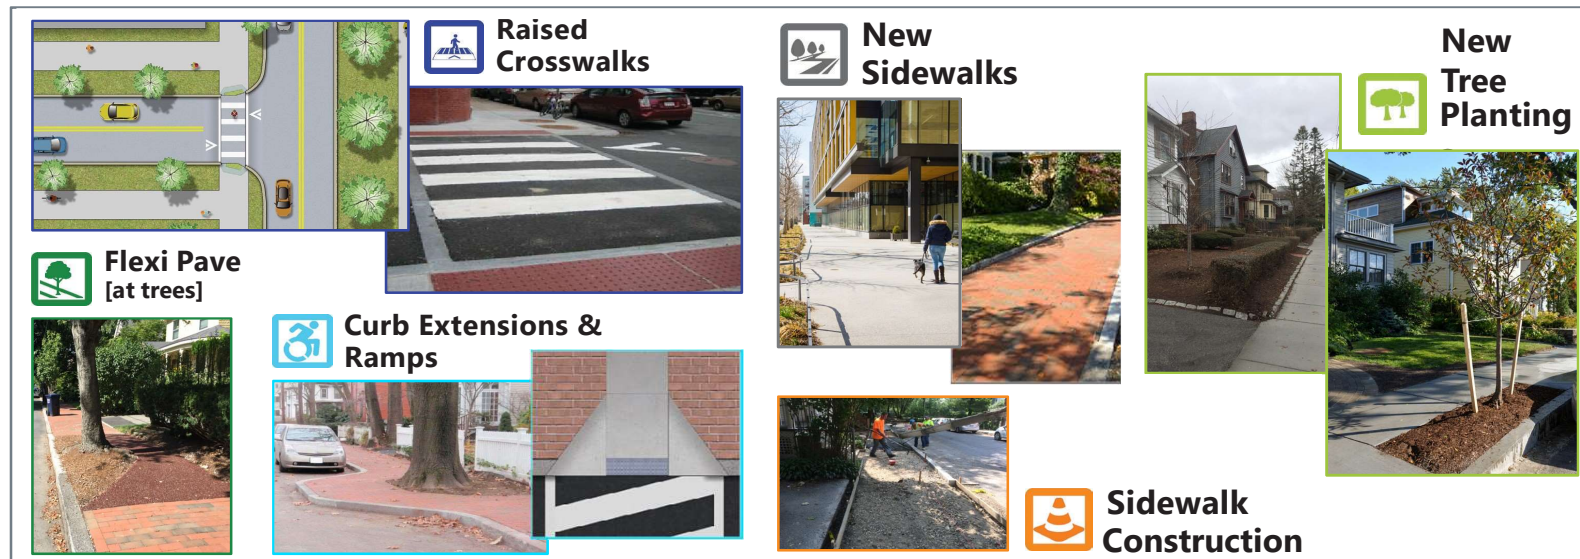 Raised
Crosswalks
New
Sidewalks
New
Tree
Planting
Flexi Pave
[at trees]
Curb Extensions &
Ramps
Sidewalk
Construction